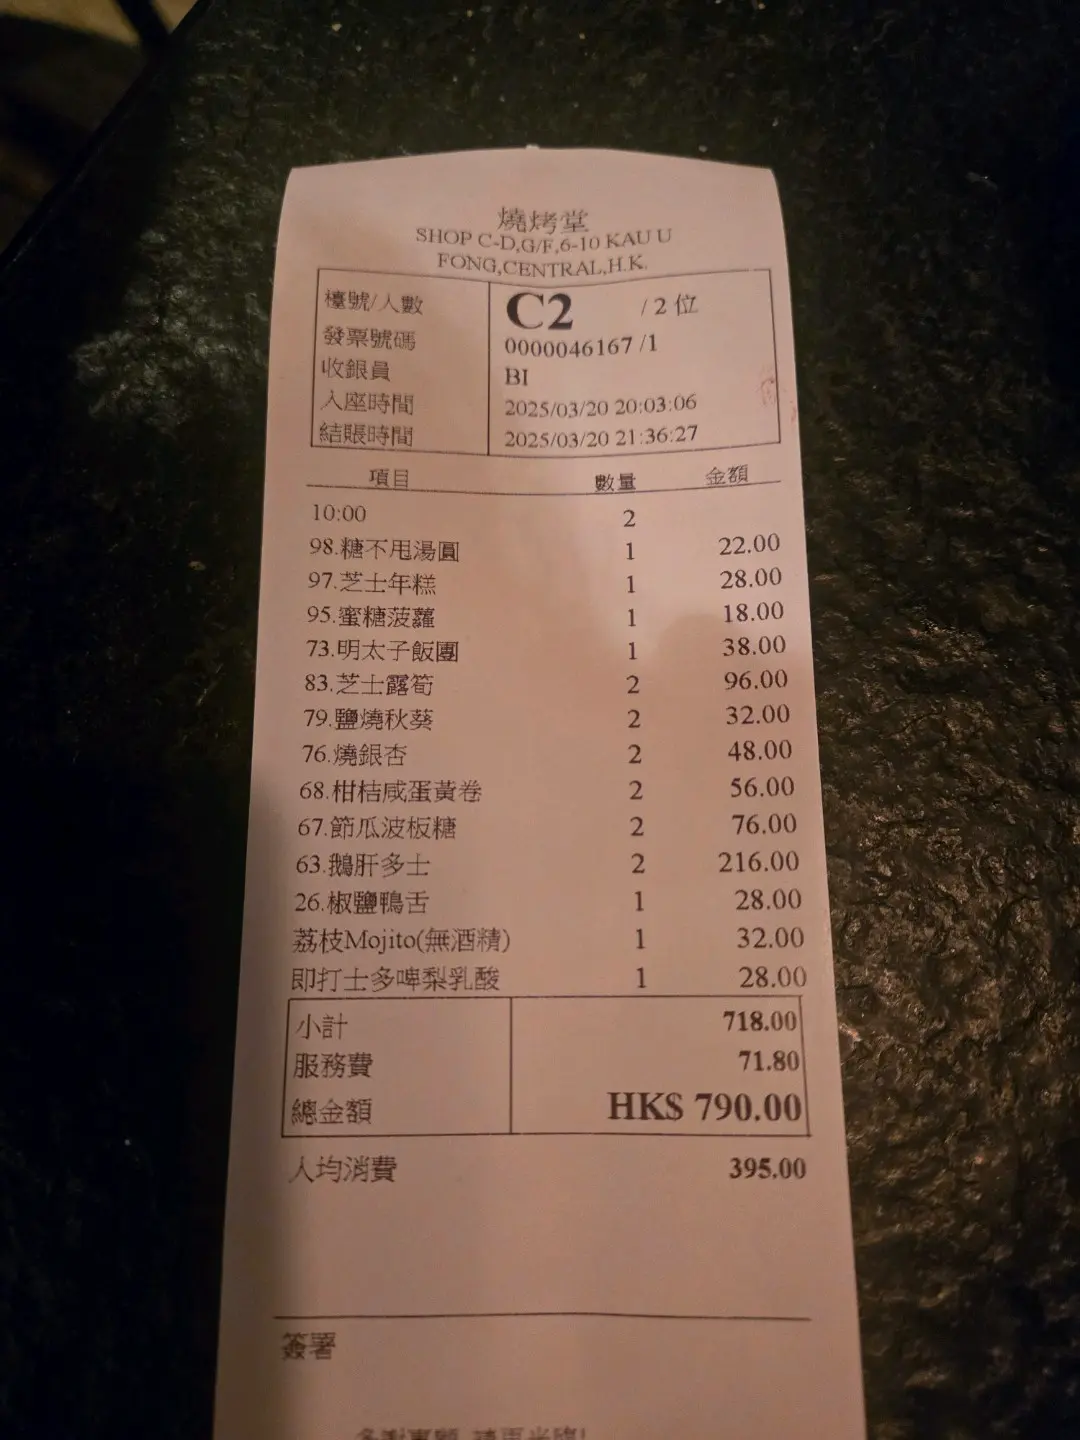 燒烤堂
SHOP C-D,G/F,6-10 KAU U
FONG,CENTRAL,H.K.
檯號/人數 C2 / 2 位
發票號碼 0000046167 /1
收銀員 BI
入座時間 2025/03/20 20:03:06
結賬時間 2025/03/20 21:36:27
項目 數量 金額
10:00 2
98.糖不甩湯圓 1 22.00
97.芝士年糕 1 28.00
95.蜜糖菠蘿 1 18.00
73.明太子飯團 1 38.00
83.芝士露筍 2 96.00
79.鹽燒秋葵 2 32.00
76.燒銀杏 2 48.00
68.柑桔咸蛋黃卷 2 56.00
67.節瓜波板糖 2 76.00
63.鵝肝多士 2 216.00
26.椒鹽鴨舌 1 28.00
荔枝Mojito(無酒精) 1 32.00
即打士多啤梨乳酸 1 28.00
小計 718.00
服務費 71.80
總金額 HK$ 790.00
人均消費 395.00
簽署
多謝惠顧 請再光臨!